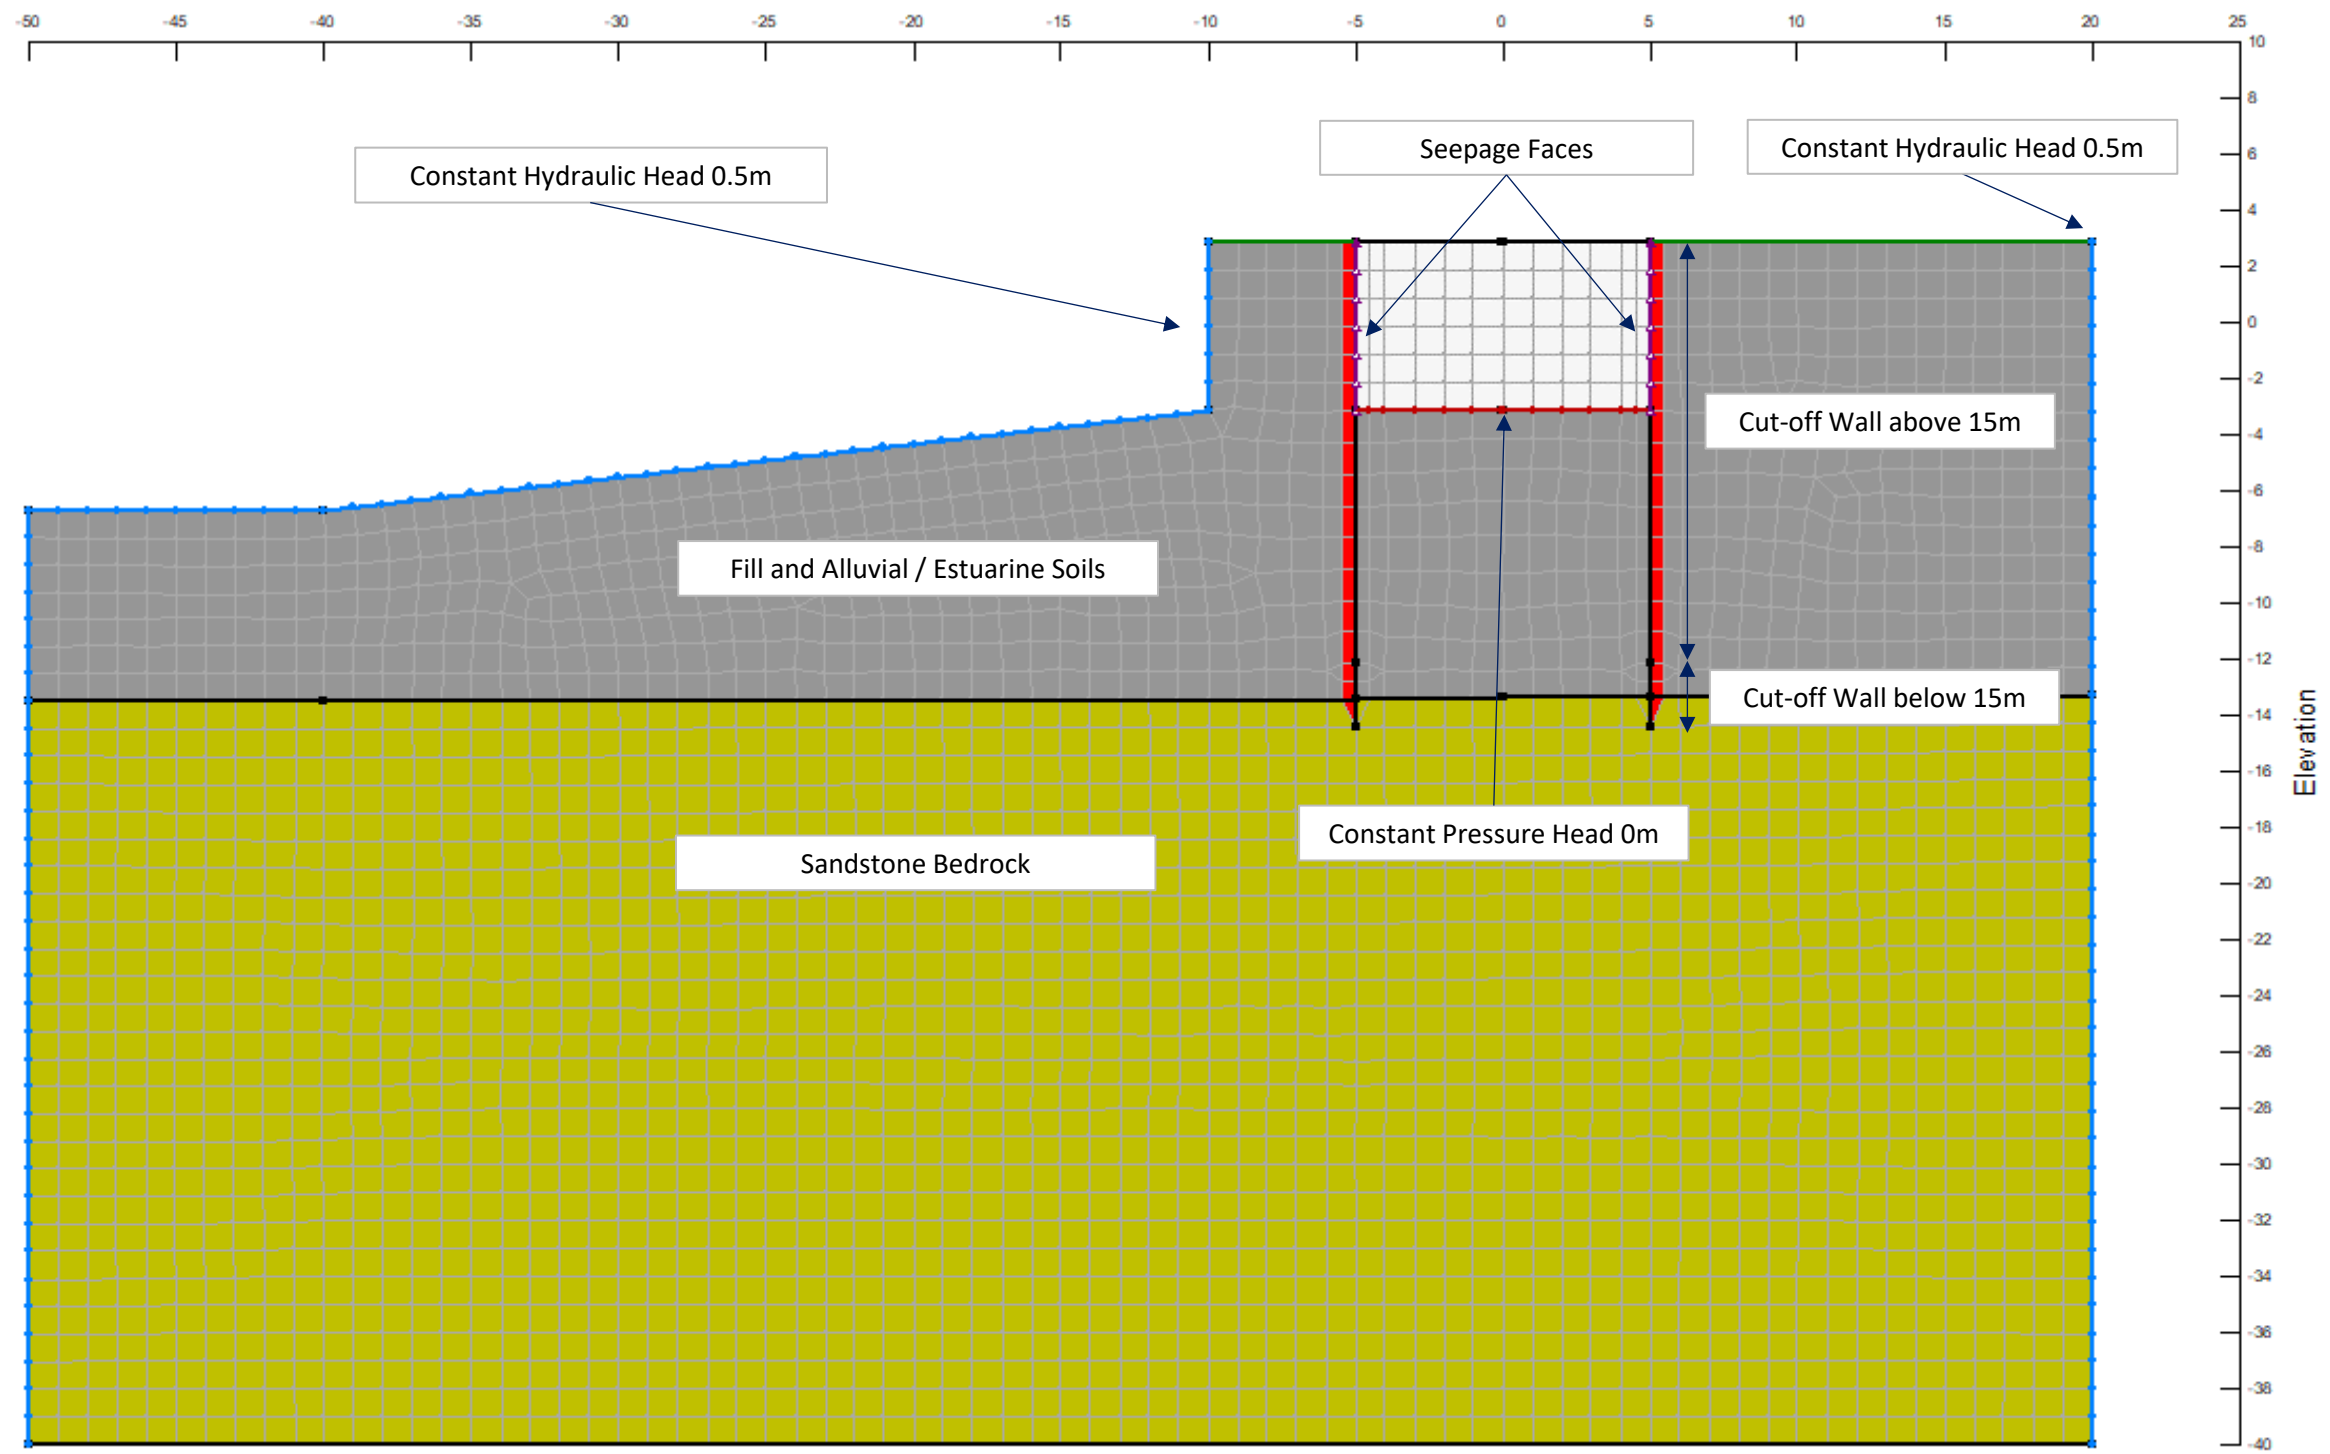 -50 -45 -40 -35 -30 -25 -20 -15 -10 -5 0 5 10 15 20 25
10
8
Seepage Faces
Constant Hydraulic Head 0.5m
6
Constant Hydraulic Head 0.5m
4
2
0
-2
Cut-off Wall above 15m
-4
-6
Fill and Alluvial / Estuarine Soils
-8
-10
-12
Cut-off Wall below 15m
-14
Elevation
-16
Constant Pressure Head 0m
-18
Sandstone Bedrock
-20
-22
-24
-26
-28
-30
-32
-34
-36
-38
-40